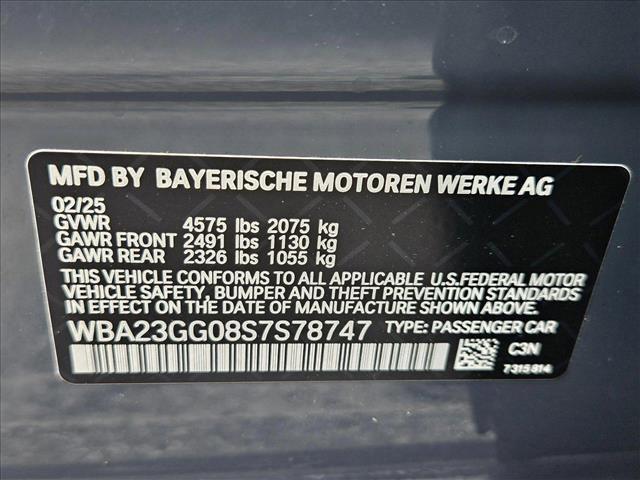 MFD BY BAYERISCHE MOTOREN WERKE AG
02/25
GVWR 4575 lbs 2075 kg
GAWR FRONT 2491 lbs 1130 kg
GAWR REAR 2326 lbs 1055 kg
THIS VEHICLE CONFORMS TO ALL APPLICABLE U.S.FEDERAL MOTOR
VEHICLE SAFETY, BUMPER AND THEFT PREVENTION STANDARDS
IN EFFECT ON THE DATE OF MANUFACTURE SHOWN ABOVE.
WBA23GG08S7S78747 TYPE: PASSENGER CAR
C3N
7315814